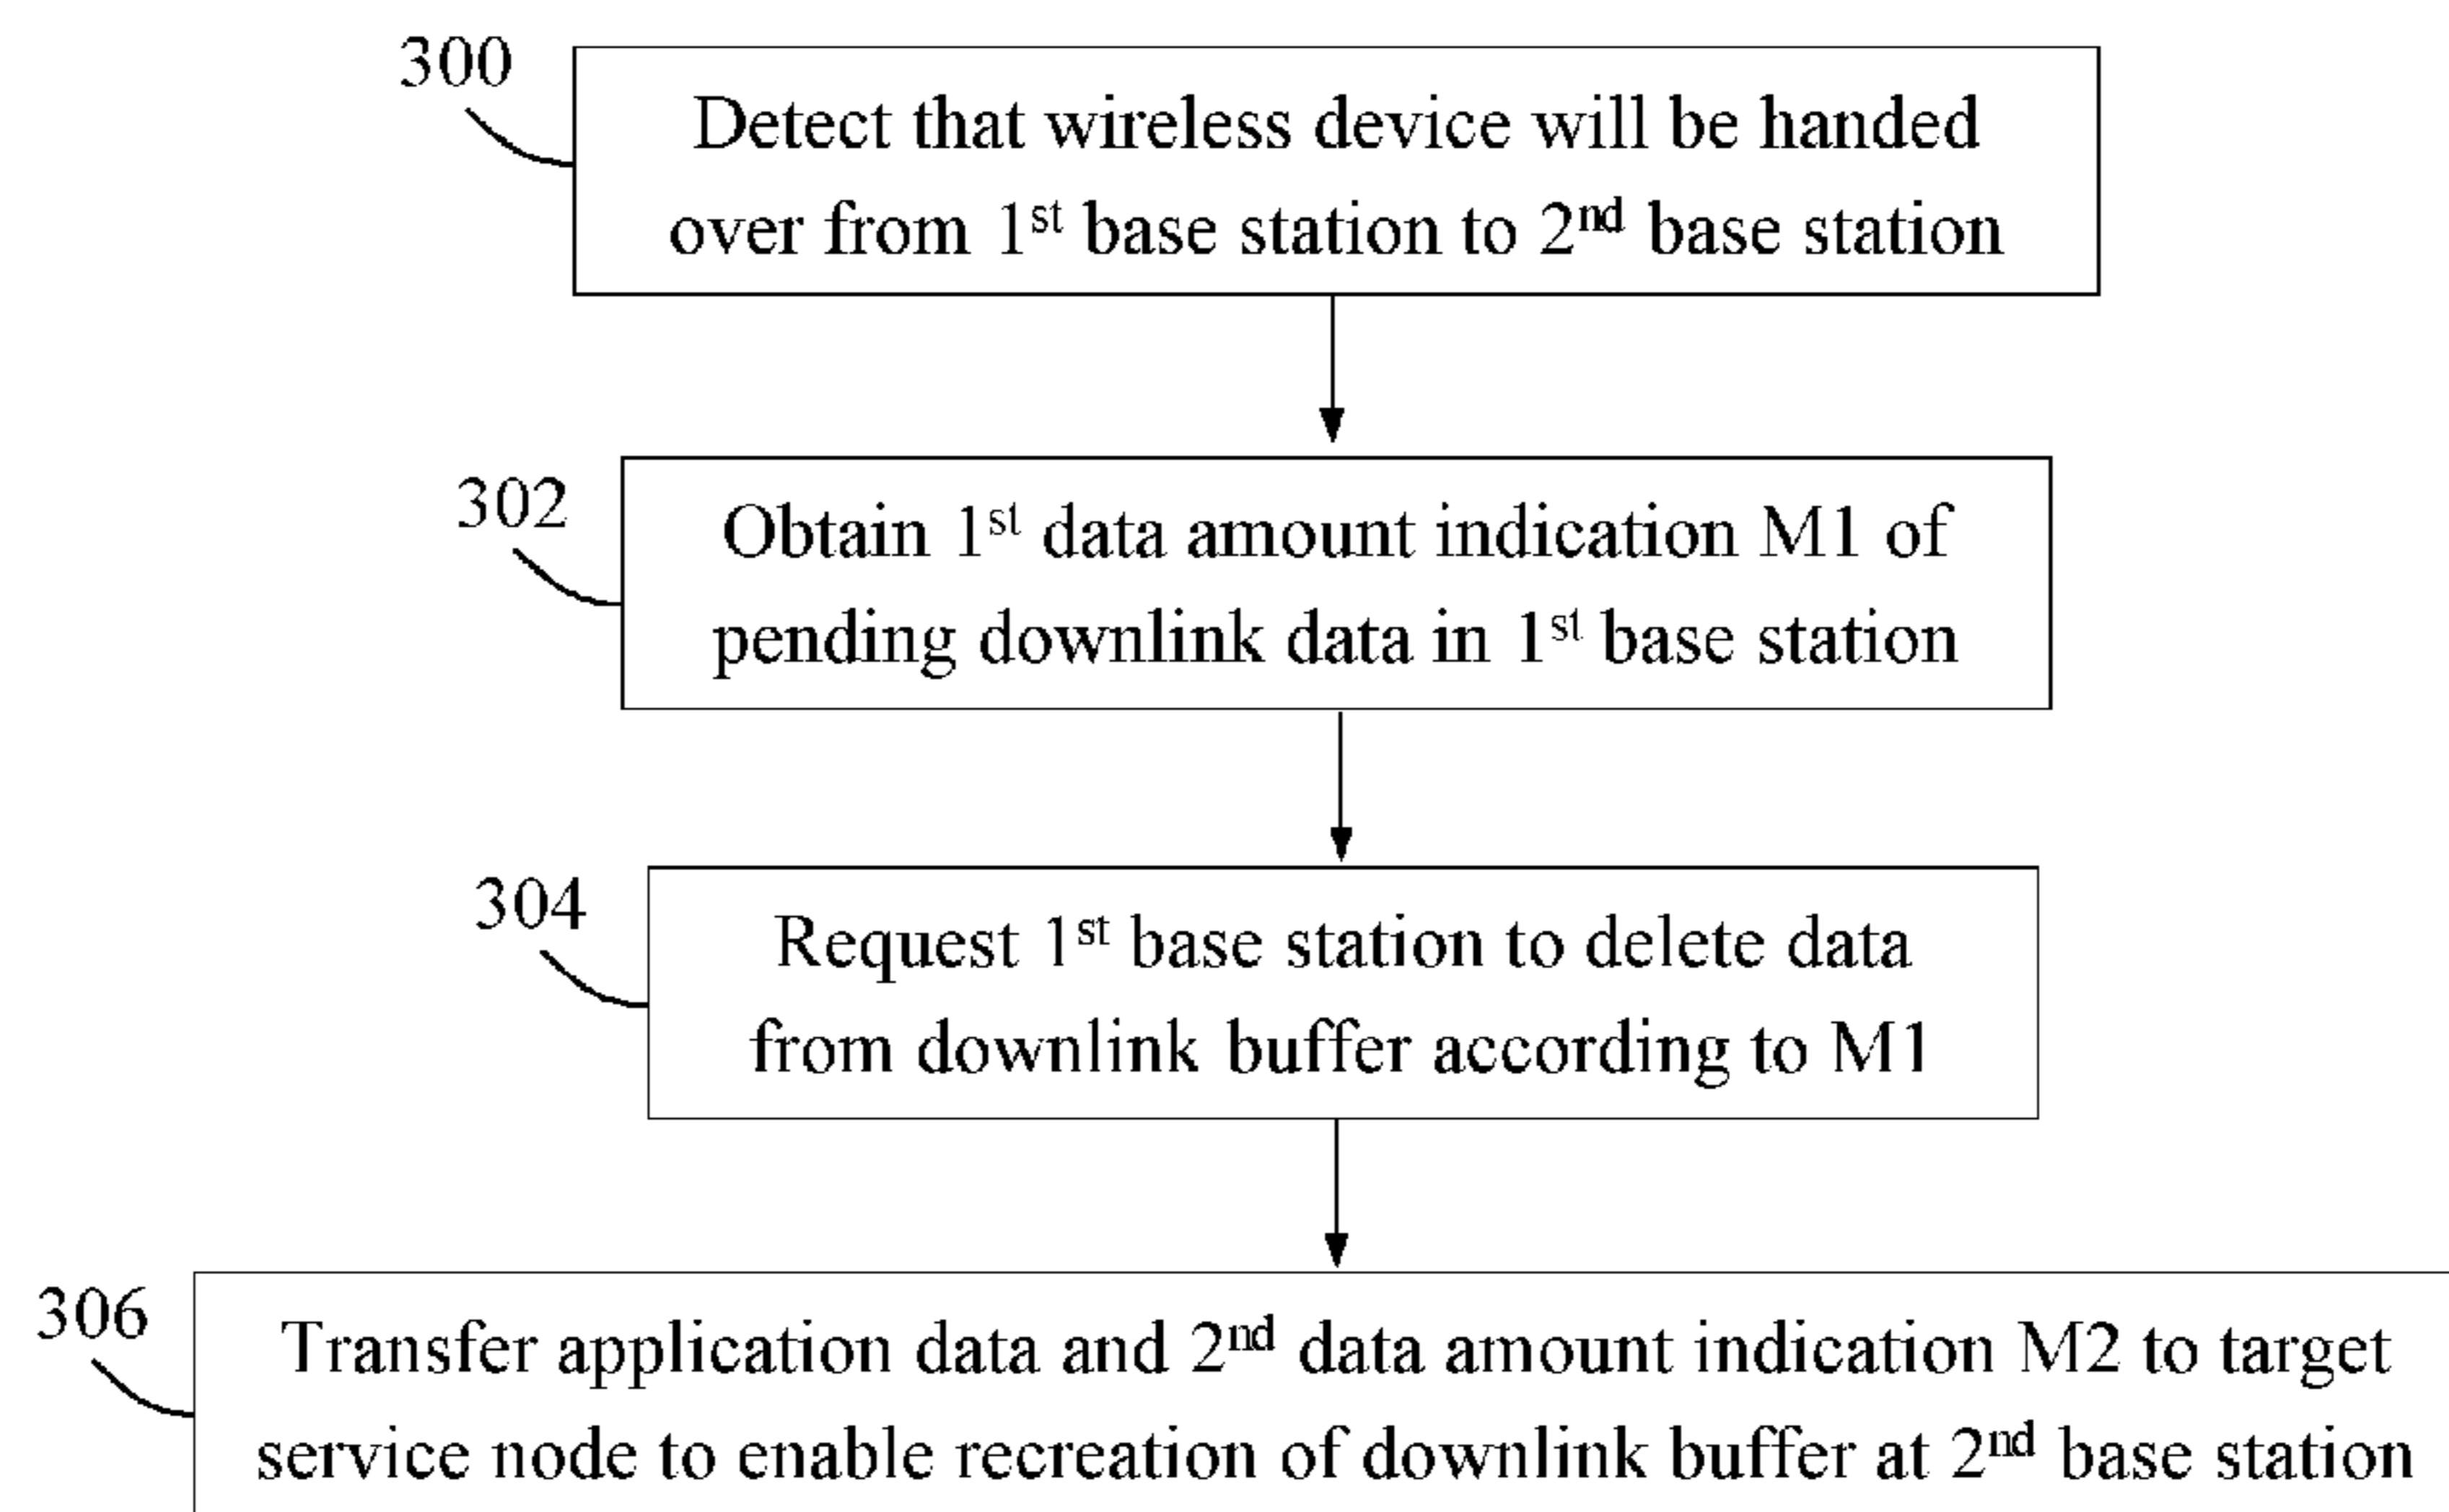 300
Detect that wireless device will be handed
over from 1st base station to 2nd base station
302
Obtain 1st data amount indication M1 of
pending downlink data in 1st base station
304
Request 1st base station to delete data
from downlink buffer according to M1
306
Transfer application data and 2nd data amount indication M2 to target
service node to enable recreation of downlink buffer at 2nd base station